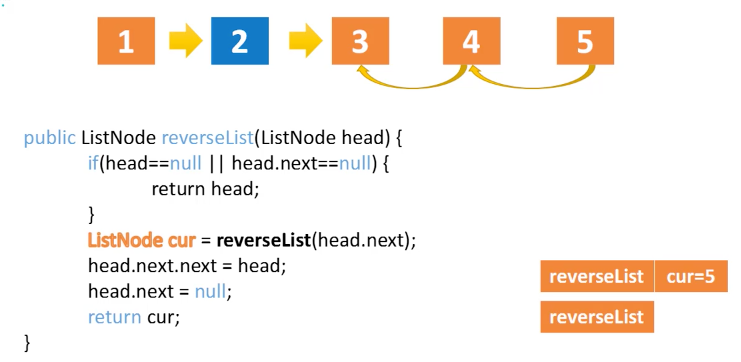 1 2 3 4 5
public ListNode reverseList(ListNode head) {
if(head==null || head.next==null) {
return head;
}
ListNode cur = reverseList(head.next);
head.next.next = head;
head.next = null;
return cur;
}
reverseList cur=5
reverseList